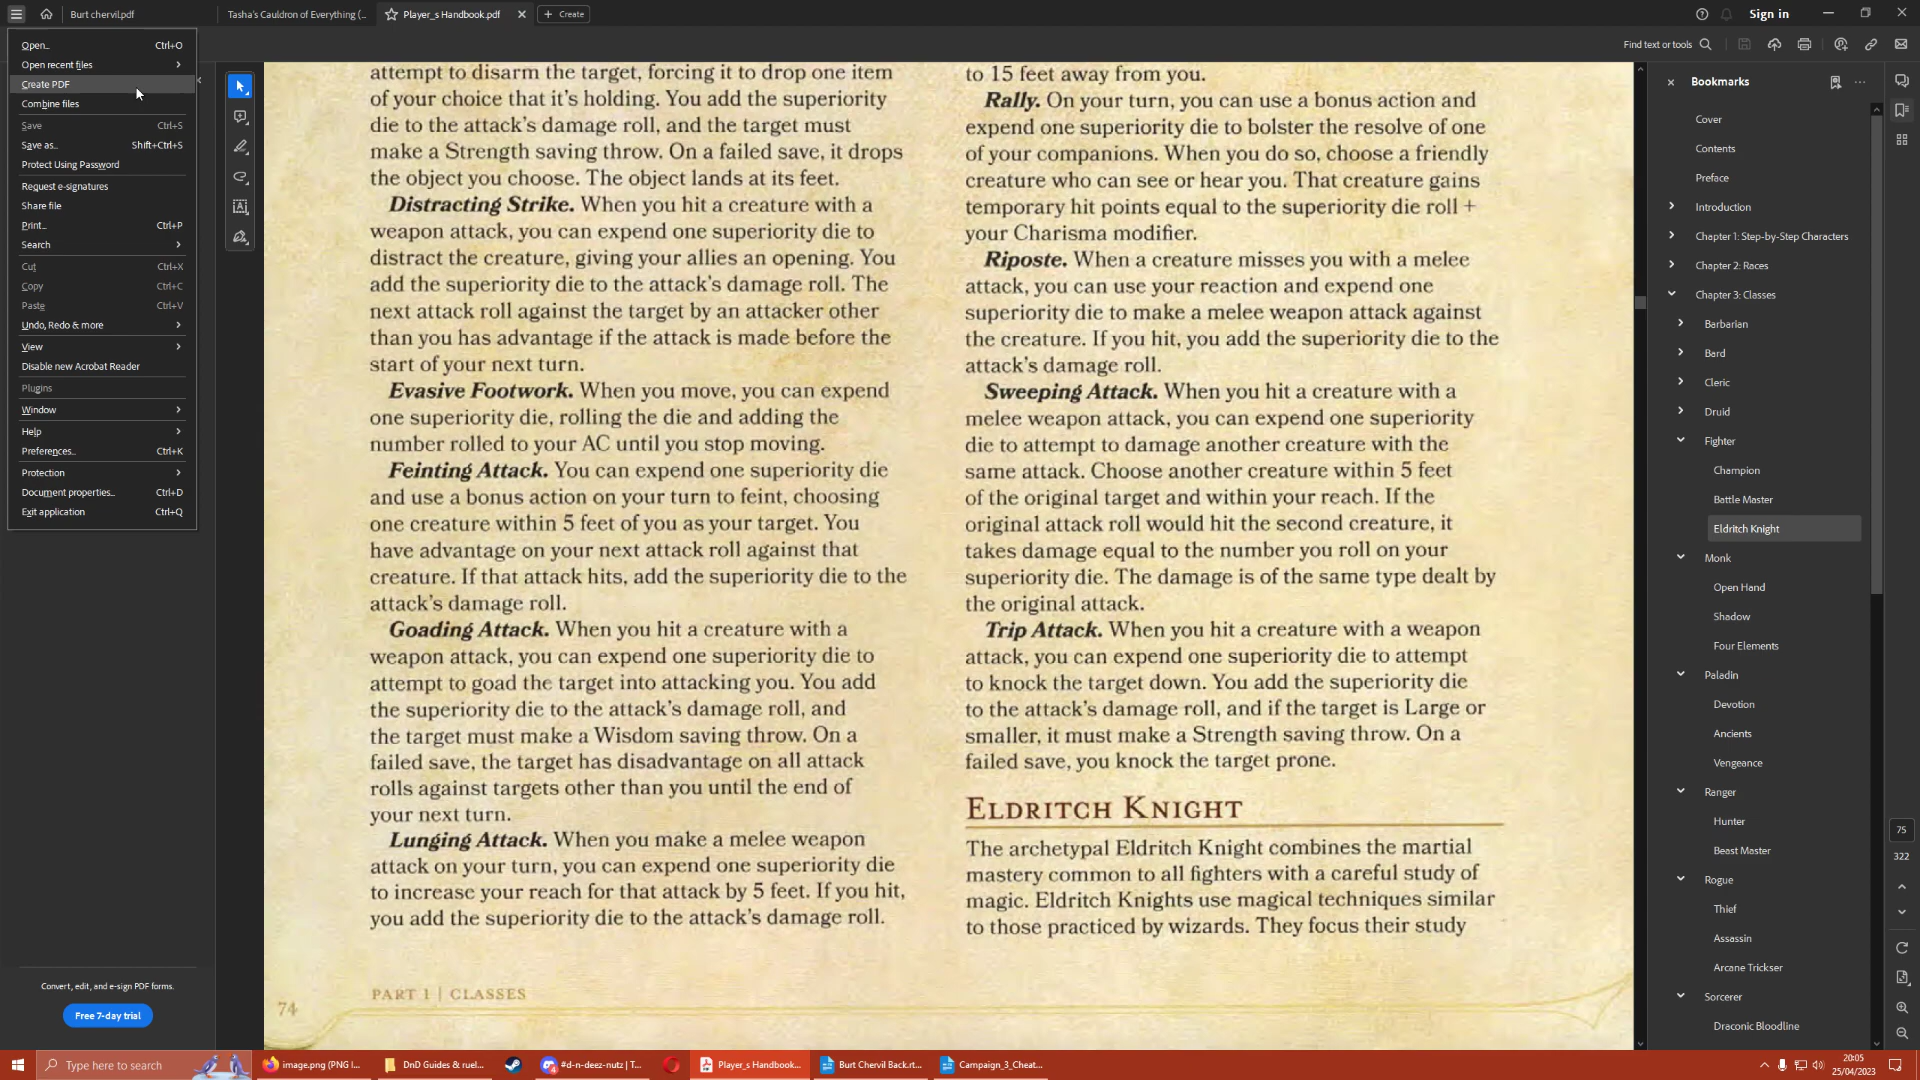 Burt chervil.pdf
Tasha's Cauldron of Everything (...
Player_s Handbook.pdf
Create
Sign in
Find text or tools
Open... Ctrl+O
Open recent files
Create PDF
Combine files
Save Ctrl+S
Save as... Shift+Ctrl+S
Protect Using Password
Request e-signatures
Share file
Print... Ctrl+P
Search
Cut Ctrl+X
Copy Ctrl+C
Paste Ctrl+V
Undo, Redo & more
View
Disable new Acrobat Reader
Plugins
Window
Help
Preferences... Ctrl+K
Protection
Document properties... Ctrl+D
Exit application Ctrl+Q
Convert, edit, and e-sign PDF forms.
Free 7-day trial
attempt to disarm the target, forcing it to drop one item
of your choice that it's holding. You add the superiority
die to the attack's damage roll, and the target must
make a Strength saving throw. On a failed save, it drops
the object you choose. The object lands at its feet.
Distracting Strike. When you hit a creature with a
weapon attack, you can expend one superiority die to
distract the creature, giving your allies an opening. You
add the superiority die to the attack's damage roll. The
next attack roll against the target by an attacker other
than you has advantage if the attack is made before the
start of your next turn.
Evasive Footwork. When you move, you can expend
one superiority die, rolling the die and adding the
number rolled to your AC until you stop moving.
Feinting Attack. You can expend one superiority die
and use a bonus action on your turn to feint, choosing
one creature within 5 feet of you as your target. You
have advantage on your next attack roll against that
creature. If that attack hits, add the superiority die to the
attack's damage roll.
Goading Attack. When you hit a creature with a
weapon attack, you can expend one superiority die to
attempt to goad the target into attacking you. You add
the superiority die to the attack's damage roll, and
the target must make a Wisdom saving throw. On a
failed save, the target has disadvantage on all attack
rolls against targets other than you until the end of
your next turn.
Lunging Attack. When you make a melee weapon
attack on your turn, you can expend one superiority die
to increase your reach for that attack by 5 feet. If you hit,
you add the superiority die to the attack's damage roll.
to 15 feet away from you.
Rally. On your turn, you can use a bonus action and
expend one superiority die to bolster the resolve of one
of your companions. When you do so, choose a friendly
creature who can see or hear you. That creature gains
temporary hit points equal to the superiority die roll +
your Charisma modifier.
Riposte. When a creature misses you with a melee
attack, you can use your reaction and expend one
superiority die to make a melee weapon attack against
the creature. If you hit, you add the superiority die to the
attack's damage roll.
Sweeping Attack. When you hit a creature with a
melee weapon attack, you can expend one superiority
die to attempt to damage another creature with the
same attack. Choose another creature within 5 feet
of the original target and within your reach. If the
original attack roll would hit the second creature, it
takes damage equal to the number you roll on your
superiority die. The damage is of the same type dealt by
the original attack.
Trip Attack. When you hit a creature with a weapon
attack, you can expend one superiority die to attempt
to knock the target down. You add the superiority die
to the attack's damage roll, and if the target is Large or
smaller, it must make a Strength saving throw. On a
failed save, you knock the target prone.
ELDRITCH KNIGHT
The archetypal Eldritch Knight combines the martial
mastery common to all fighters with a careful study of
magic. Eldritch Knights use magical techniques similar
to those practiced by wizards. They focus their study
74
PART 1 | CLASSES
Bookmarks
Cover
Contents
Preface
Introduction
Chapter 1: Step-by-Step Characters
Chapter 2: Races
Chapter 3: Classes
Barbarian
Bard
Cleric
Druid
Fighter
Champion
Battle Master
Eldritch Knight
Monk
Open Hand
Shadow
Four Elements
Paladin
Devotion
Ancients
Vengeance
Ranger
Hunter
Beast Master
Rogue
Thief
Assassin
Arcane Trickster
Sorcerer
Draconic Bloodline
75
322
Type here to search
image.png (PNG I...
DnD Guides & ruel...
#d-n-deez-nutz | T...
Player_s Handbook...
Burt Chervil Back.rt...
Campaign_3_Cheat...
20:05
25/04/2023